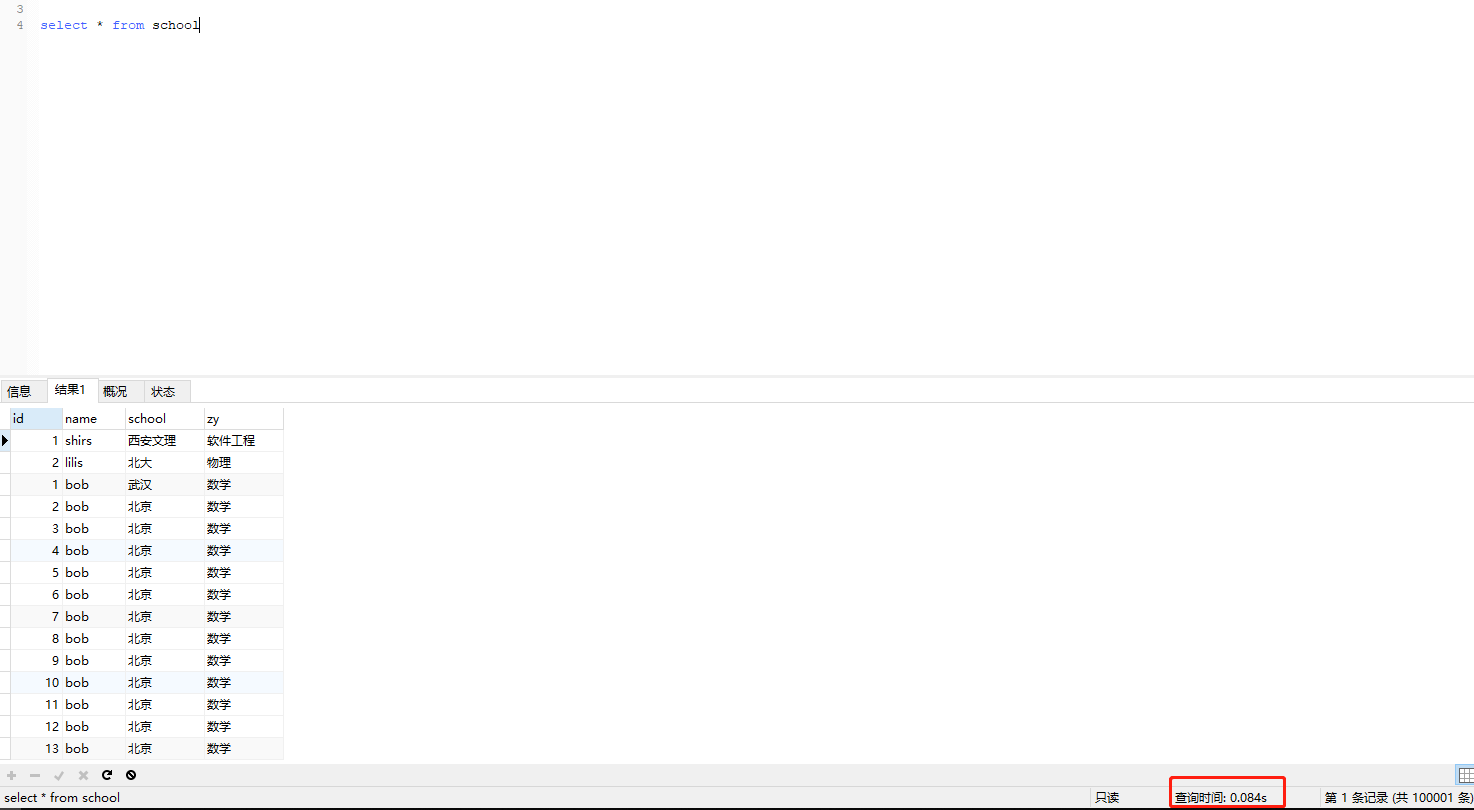 3
4 select * from school
信息 结果1 概况 状态
id name school zy
1 shirs 西安文理 软件工程
2 lilis 北大 物理
1 bob 武汉 数学
2 bob 北京 数学
3 bob 北京 数学
4 bob 北京 数学
5 bob 北京 数学
6 bob 北京 数学
7 bob 北京 数学
8 bob 北京 数学
9 bob 北京 数学
10 bob 北京 数学
11 bob 北京 数学
12 bob 北京 数学
13 bob 北京 数学
select * from school 只读 查询时间: 0.084s 第 1 条记录 (共 100001 条)